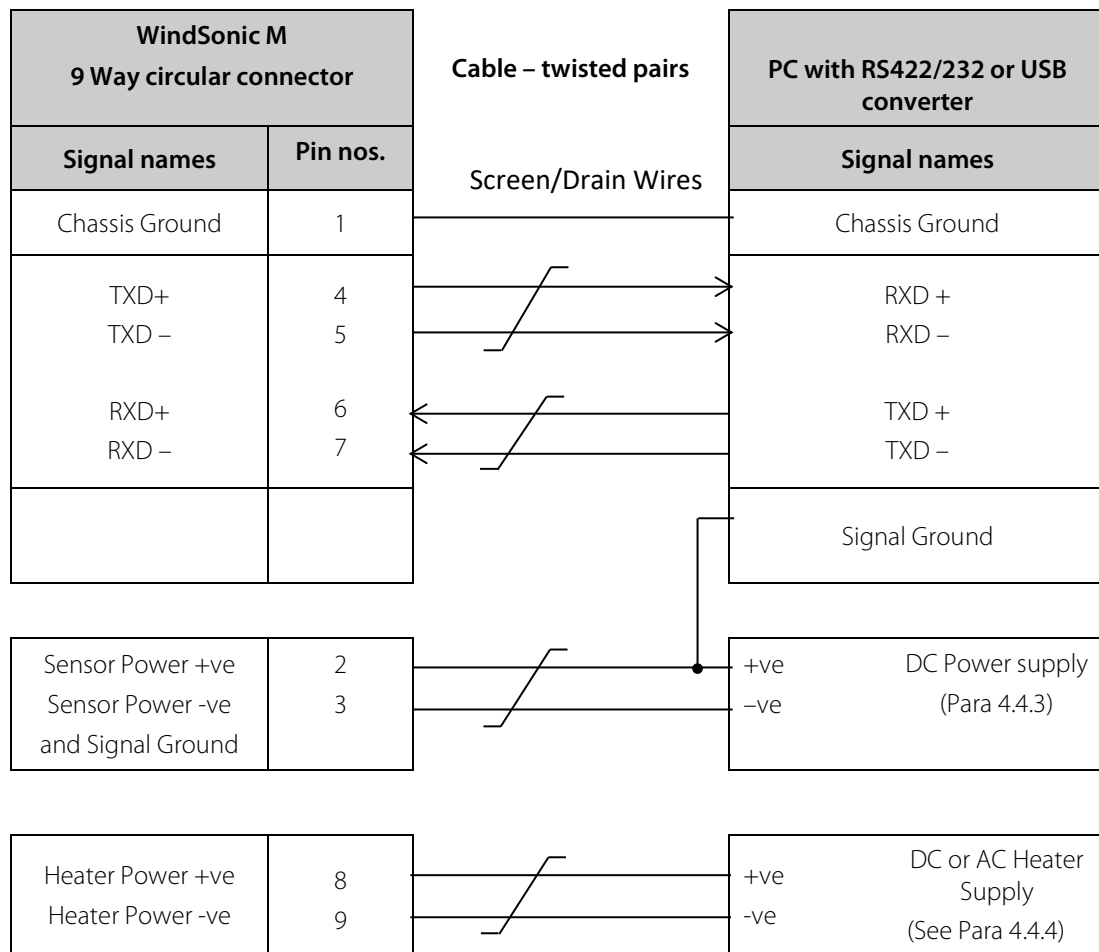 WindSonic M
9 Way circular connector
Cable – twisted pairs
PC with RS422/232 or USB
converter
Signal names
Pin nos.
Screen/Drain Wires
Signal names
Chassis Ground
1
Chassis Ground
TXD+
4
RXD +
TXD –
5
RXD –
RXD+
6
TXD +
RXD –
7
TXD –
Signal Ground
Sensor Power +ve
2
+ve
DC Power supply
Sensor Power -ve
3
–ve
(Para 4.4.3)
and Signal Ground
Heater Power +ve
8
+ve
DC or AC Heater
Supply
Heater Power -ve
9
-ve
(See Para 4.4.4)